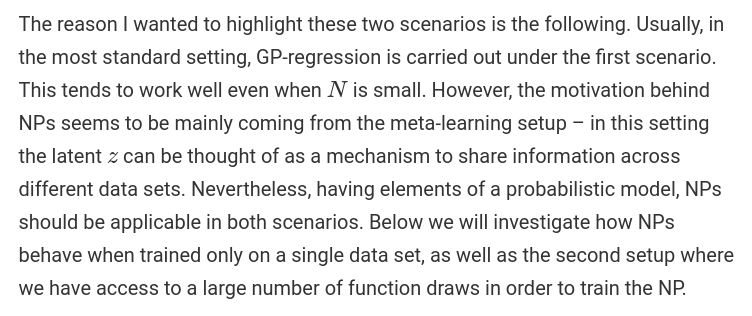 The reason I wanted to highlight these two scenarios is the following. Usually, in
the most standard setting, GP-regression is carried out under the first scenario.
This tends to work well even when N is small. However, the motivation behind
NPs seems to be mainly coming from the meta-learning setup – in this setting
the latent z can be thought of as a mechanism to share information across
different data sets. Nevertheless, having elements of a probabilistic model, NPs
should be applicable in both scenarios. Below we will investigate how NPs
behave when trained only on a single data set, as well as the second setup where
we have access to a large number of function draws in order to train the NP.